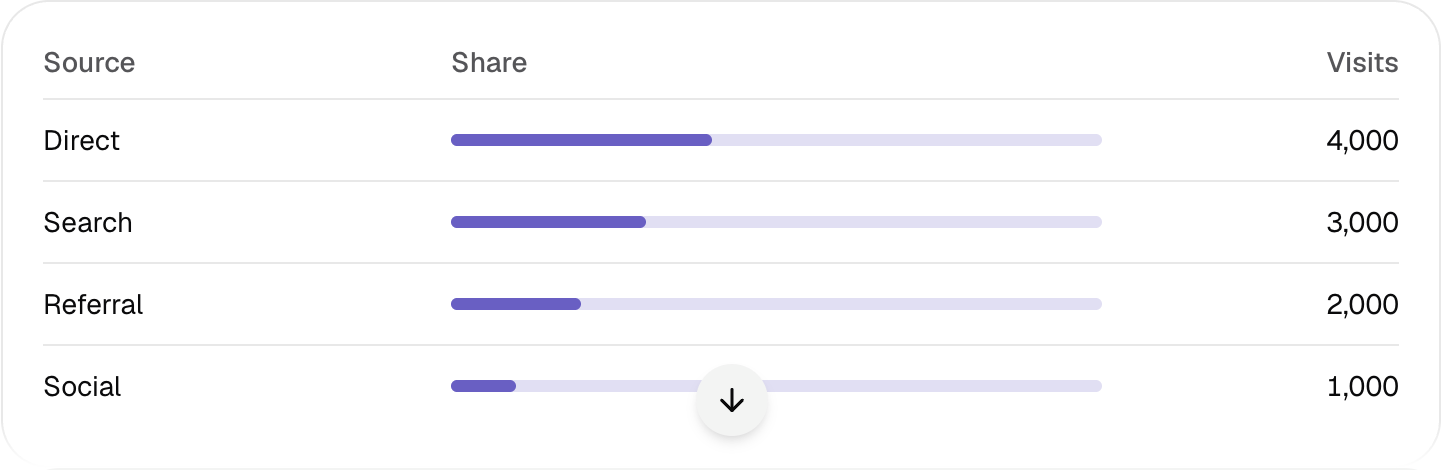 Source Share Visits
Direct 4,000
Search 3,000
Referral 2,000
Social 1,000